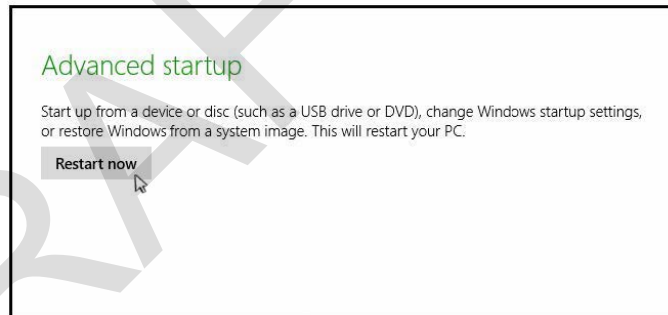 Advanced startup
Start up from a device or disc (such as a USB drive or DVD), change Windows startup settings,
or restore Windows from a system image. This will restart your PC.
Restart now